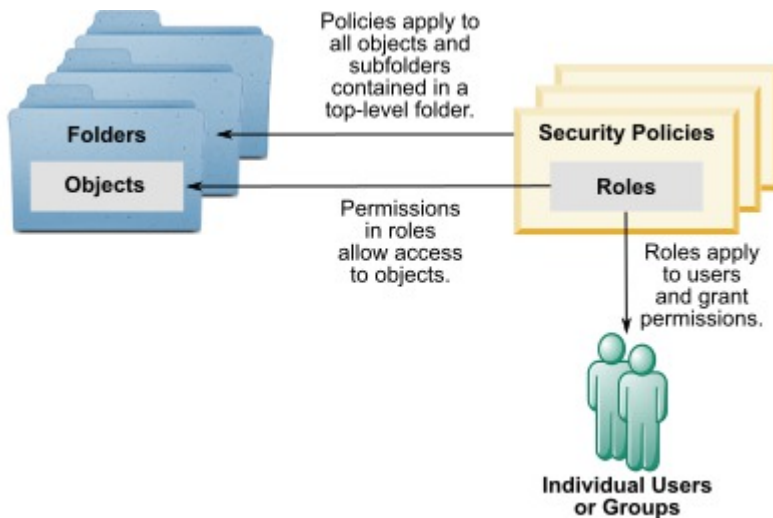 Policies apply to
all objects and
subfolders
contained in a
top-level folder.
Folders
Security Policies
Objects
Roles
Permissions
in roles
allow access
to objects.
Roles apply
to users
and grant
permissions.
Individual Users
or Groups